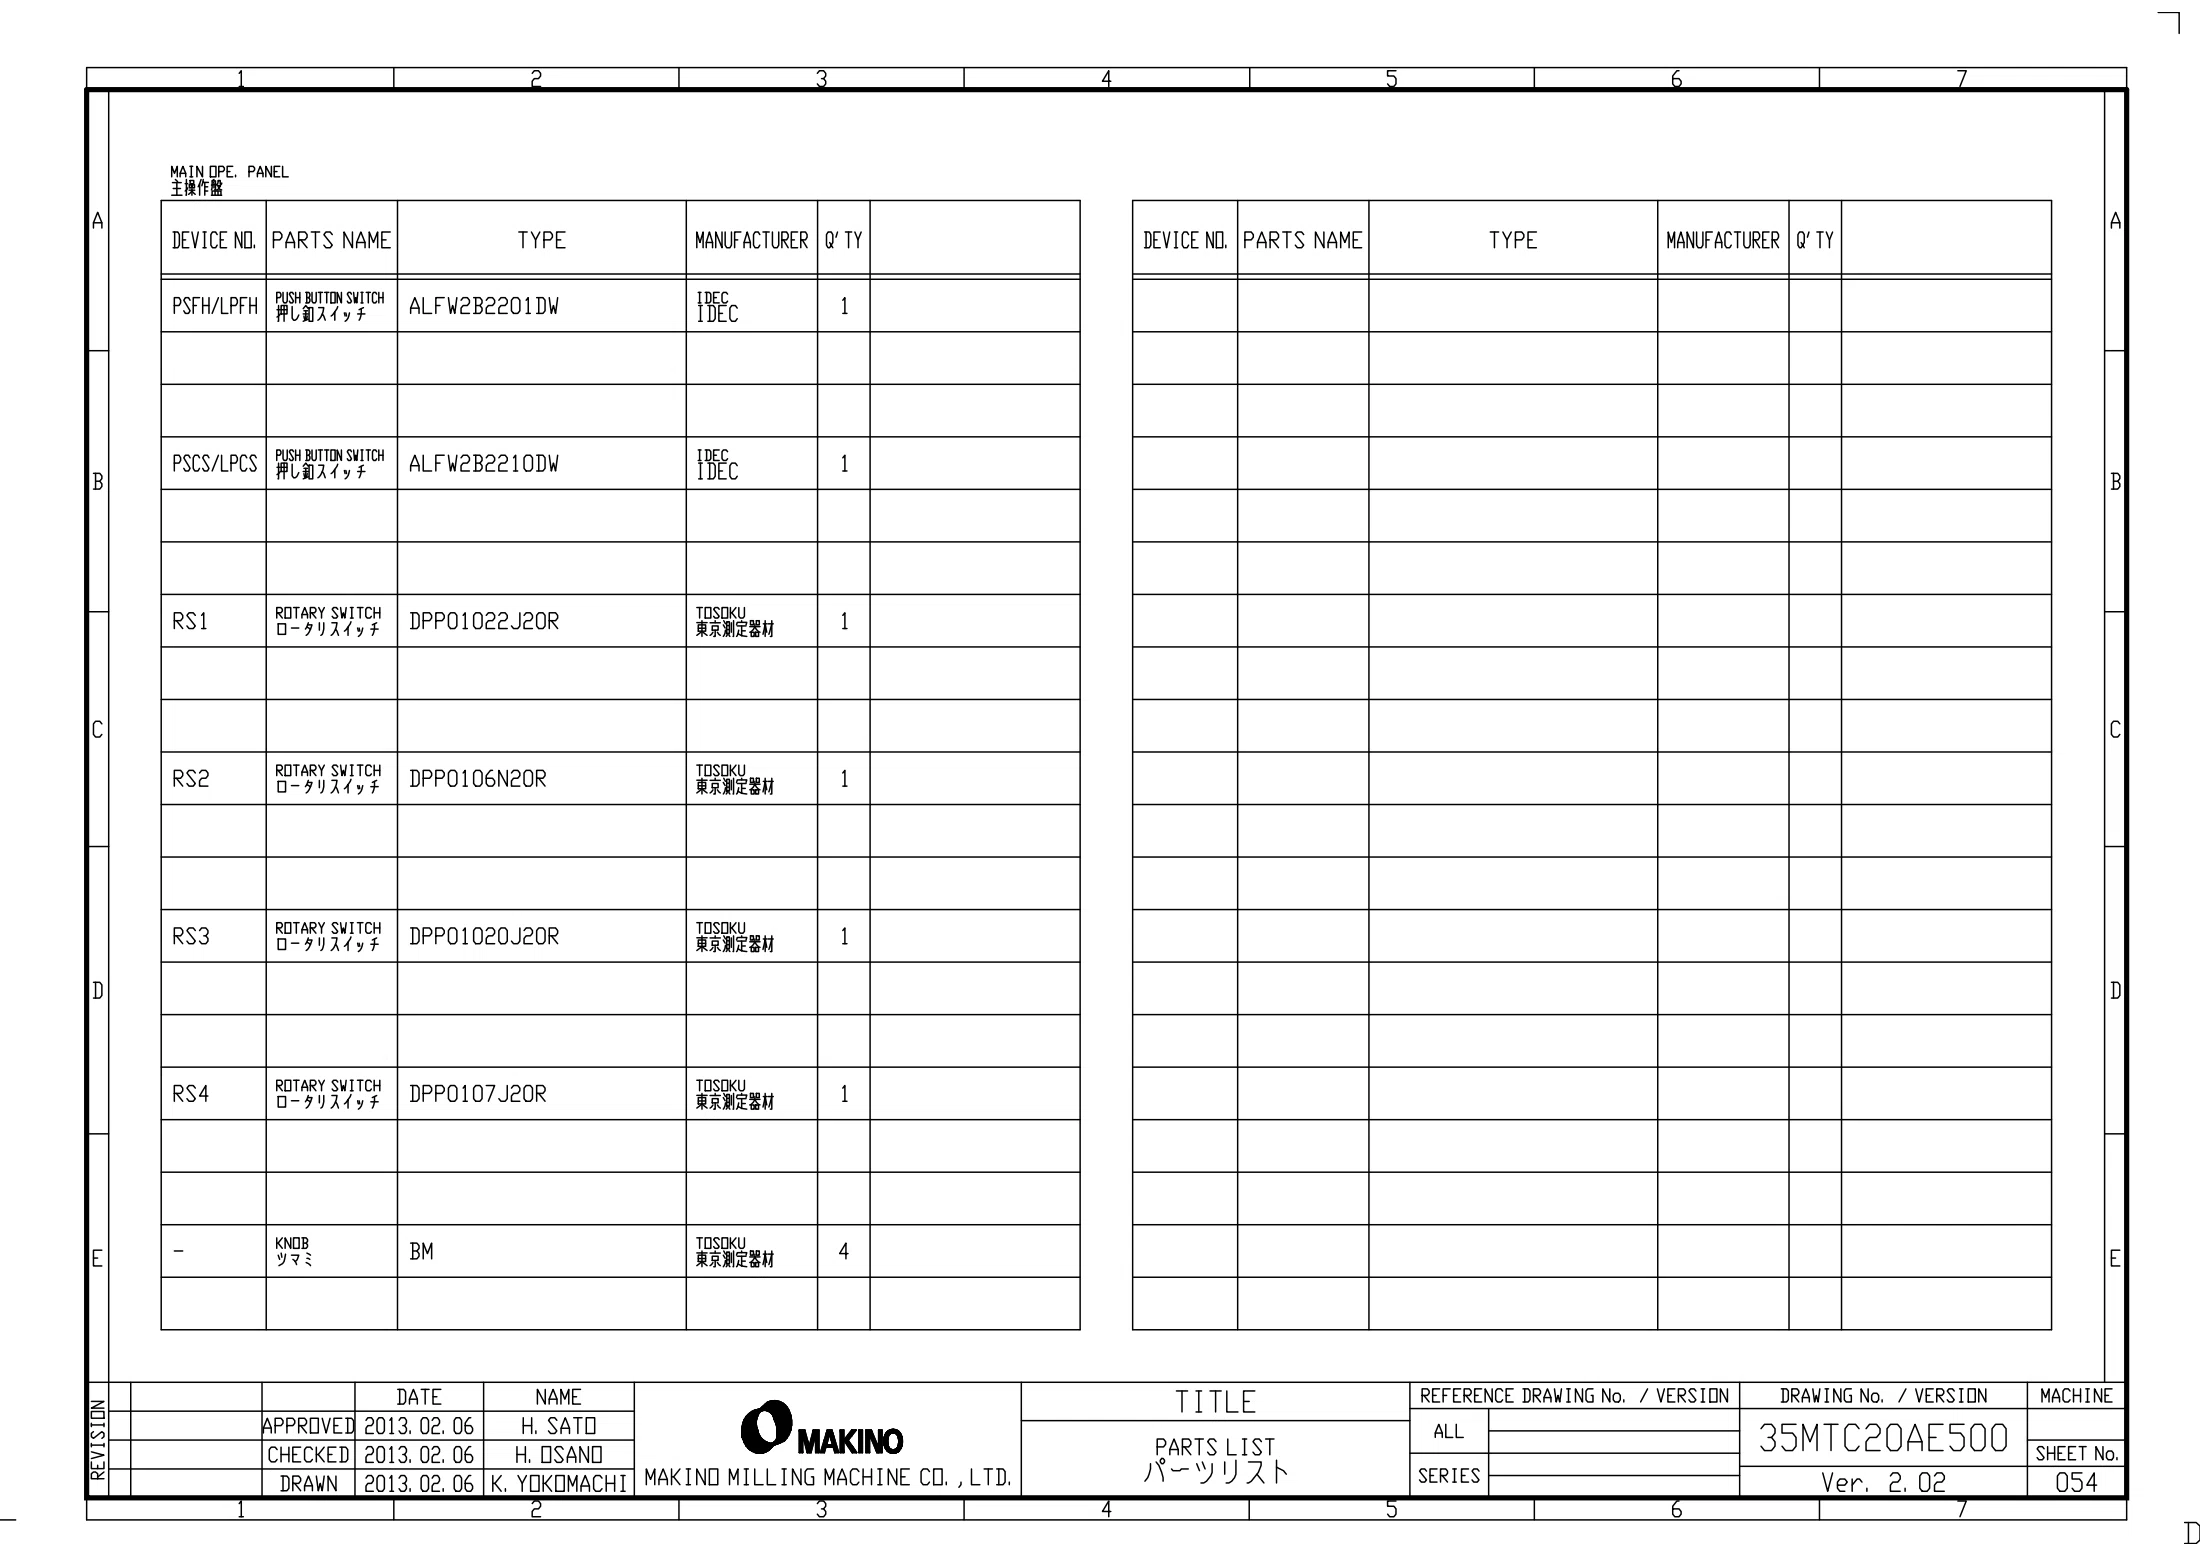 1 2 3 4 5 6 7
MAIN OPE. PANEL
主操作盤
DEVICE NO. PARTS NAME TYPE MANUFACTURER Q'TY
DEVICE NO. PARTS NAME TYPE MANUFACTURER Q'TY
A A
PSFH/LPFH PUSH BUTTON SWITCH ALFW2B2201DW IDEC 1
押し釦スイッチ IDEC
PSCS/LPCS PUSH BUTTON SWITCH ALFW2B2210DW IDEC 1
押し釦スイッチ IDEC
B B
RS1 ROTARY SWITCH DPP01022J20R TOSOKU 1
ロータリスイッチ 東京測定器材
C C
RS2 ROTARY SWITCH DPP0106N20R TOSOKU 1
ロータリスイッチ 東京測定器材
RS3 ROTARY SWITCH DPP01020J20R TOSOKU 1
ロータリスイッチ 東京測定器材
D D
RS4 ROTARY SWITCH DPP0107J20R TOSOKU 1
ロータリスイッチ 東京測定器材
- KNOB BM TOSOKU 4
ツマミ 東京測定器材
E E
REVISION
DATE NAME
APPROVED 2013.02.06 H. SATO
CHECKED 2013.02.06 H. OSANO
DRAWN 2013.02.06 K. YOKOMACHI
MAKINO
MAKINO MILLING MACHINE CO.,LTD.
TITLE
PARTS LIST
パーツリスト
REFERENCE DRAWING No. / VERSION
ALL
SERIES
DRAWING No. / VERSION
35MTC20AE500
Ver. 2.02
MACHINE
SHEET No.
054
1 2 3 4 5 6 7
D